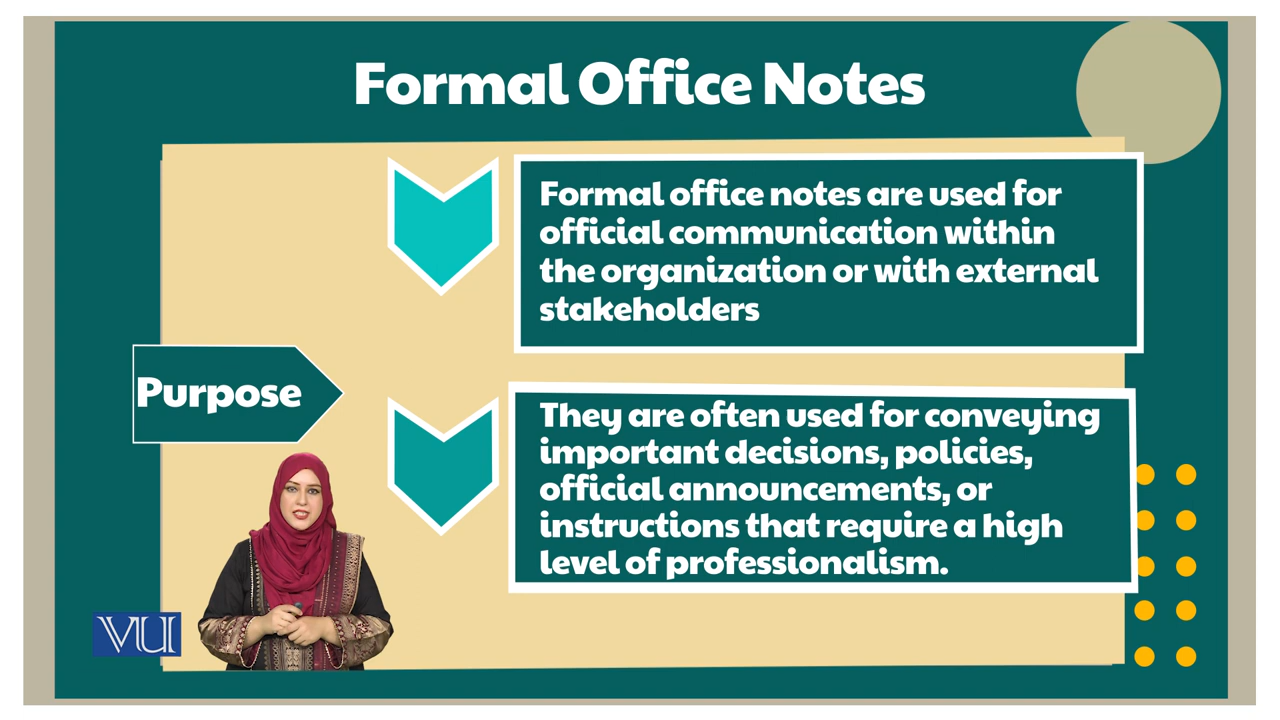 Formal Office Notes
Formal office notes are used for
official communication within
the organization or with external
stakeholders
Purpose
They are often used for conveying
important decisions, policies,
official announcements, or
instructions that require a high
level of professionalism.
VU